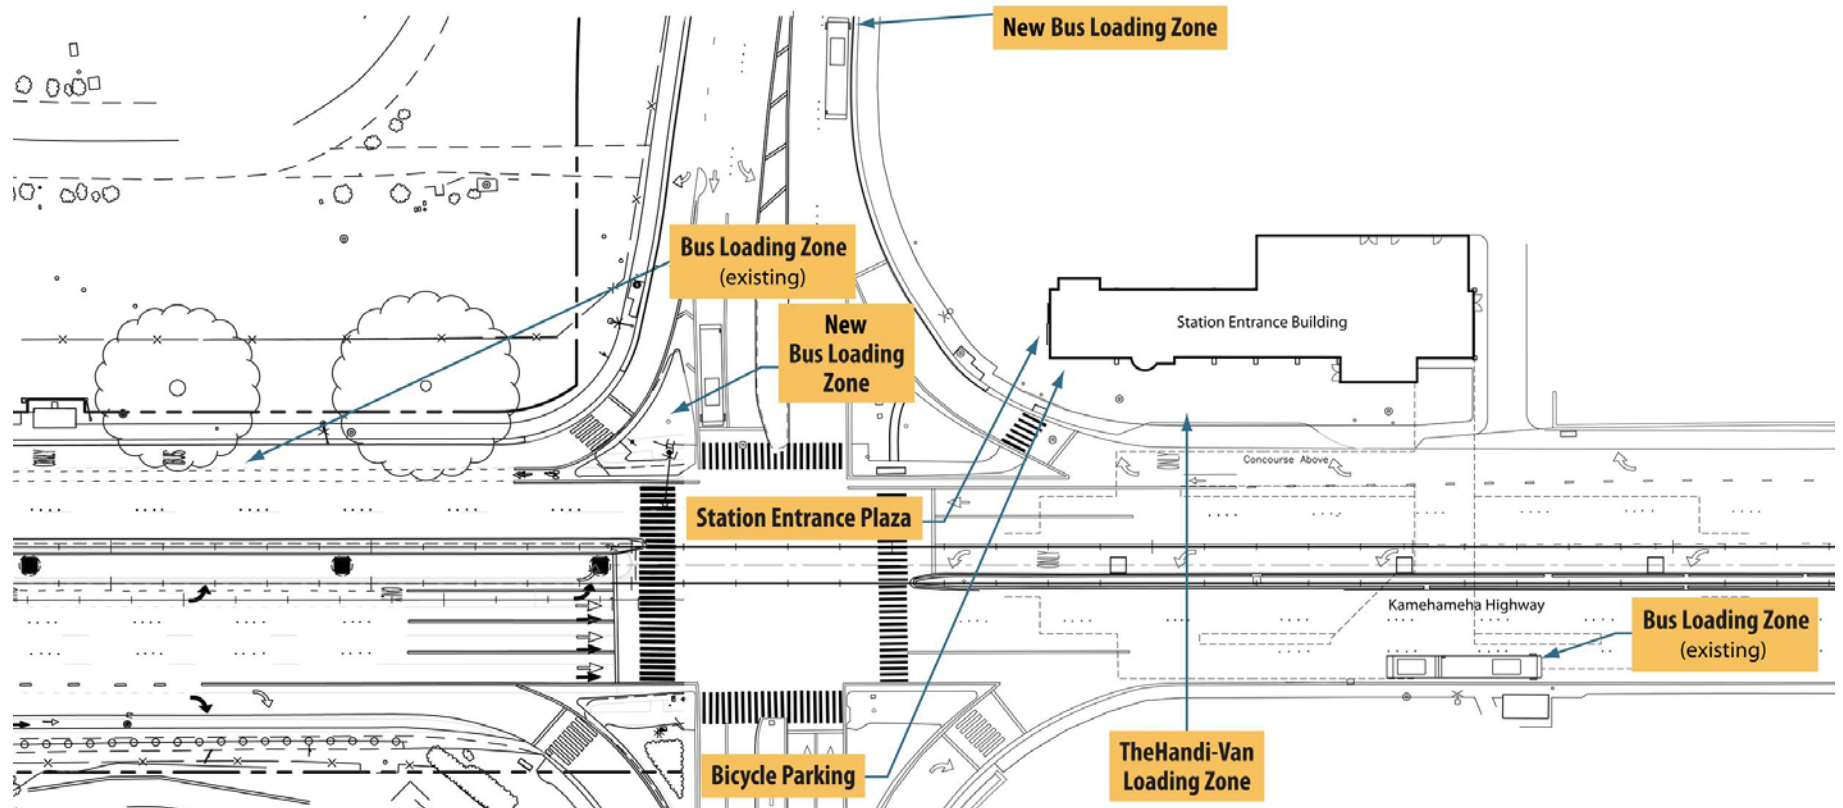 New Bus Loading Zone
Bus Loading Zone
(existing)
New
Bus Loading
Zone
Station Entrance Building
BUS
Concourse Above
Station Entrance Plaza
Kamehameha Highway
Bus Loading Zone
(existing)
Bicycle Parking
TheHandi-Van
Loading Zone